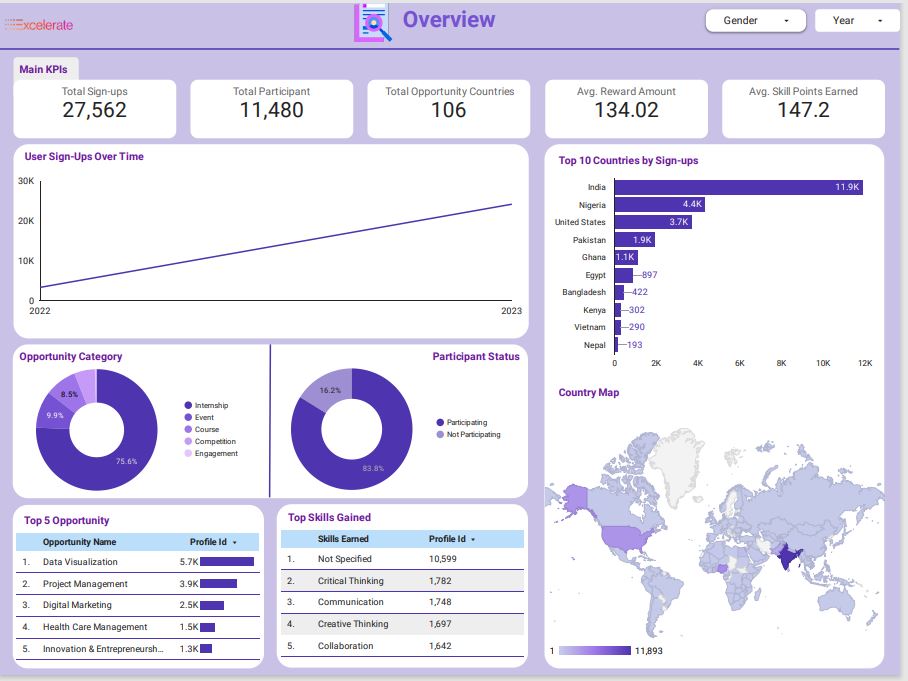 Excelerate
Overview
Gender
Year
Main KPIs
Total Sign-ups
27,562
Total Participant
11,480
Total Opportunity Countries
106
Avg. Reward Amount
134.02
Avg. Skill Points Earned
147.2
User Sign-Ups Over Time
30K
20K
10K
0
2022
2023
Top 10 Countries by Sign-ups
India 11.9K
Nigeria 4.4K
United States 3.7K
Pakistan 1.9K
Ghana 1.1K
Egypt 897
Bangladesh 422
Kenya 302
Vietnam 290
Nepal 193
0 2K 4K 6K 8K 10K 12K
Opportunity Category
8.5%
9.9%
75.6%
Internship
Event
Course
Competition
Engagement
Participant Status
16.2%
83.8%
Participating
Not Participating
Country Map
1 11,893
Top 5 Opportunity
Opportunity Name Profile Id
1. Data Visualization 5.7K
2. Project Management 3.9K
3. Digital Marketing 2.5K
4. Health Care Management 1.5K
5. Innovation & Entrepreneursh... 1.3K
Top Skills Gained
Skills Earned Profile Id
1. Not Specified 10,599
2. Critical Thinking 1,782
3. Communication 1,748
4. Creative Thinking 1,697
5. Collaboration 1,642